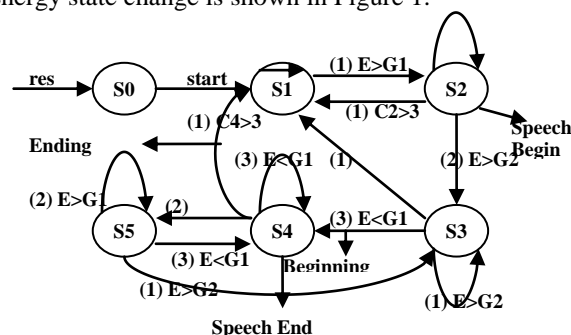 energy state change is shown in Figure 1.
res
S0
start
S1
(1) E>G1
S2
(1) C2>3
Speech
Begin
(1) C4>3
Ending
(3) E<G1
(1)
(2) E>G2
(2) E>G1
(2)
S5
S4
(3) E<G1
S3
(3) E<G1
Beginning
(1) E>G2
(1) E>G2
Speech End